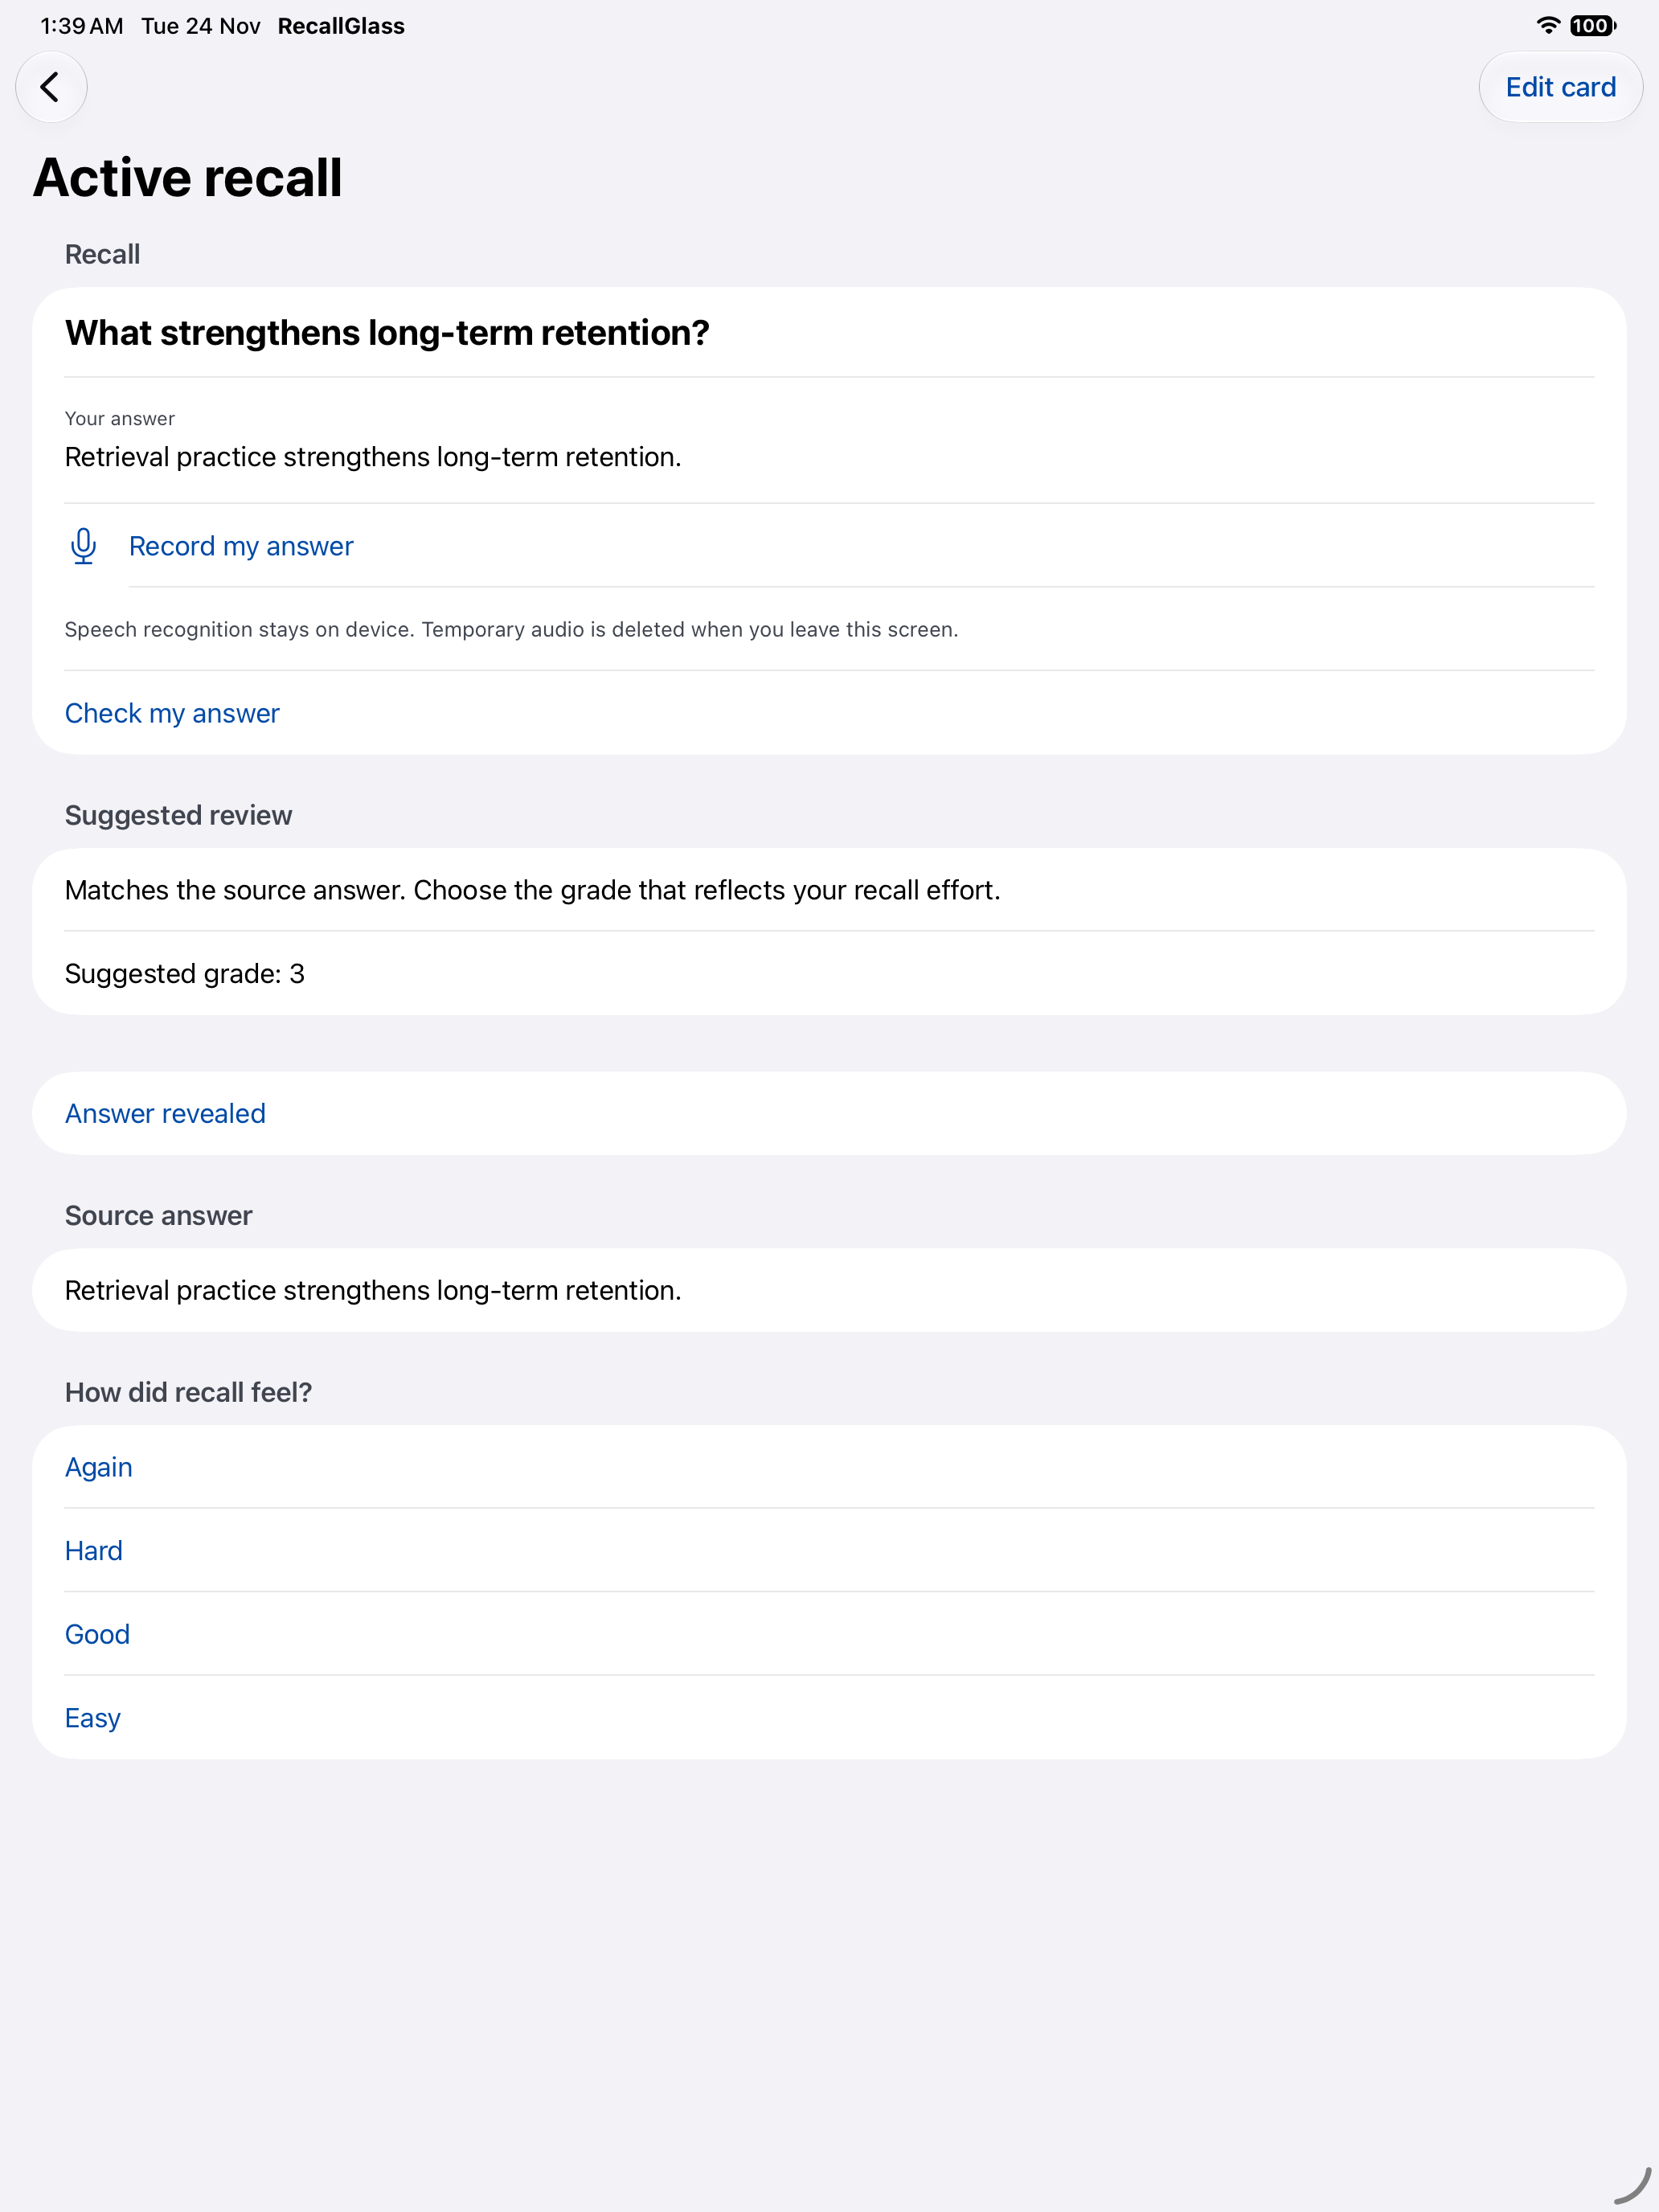 1:39 AM Tue 24 Nov RecallGlass 100
Edit card
Active recall
Recall
What strengthens long-term retention?
Your answer
Retrieval practice strengthens long-term retention.
Record my answer
Speech recognition stays on device. Temporary audio is deleted when you leave this screen.
Check my answer
Suggested review
Matches the source answer. Choose the grade that reflects your recall effort.
Suggested grade: 3
Answer revealed
Source answer
Retrieval practice strengthens long-term retention.
How did recall feel?
Again
Hard
Good
Easy